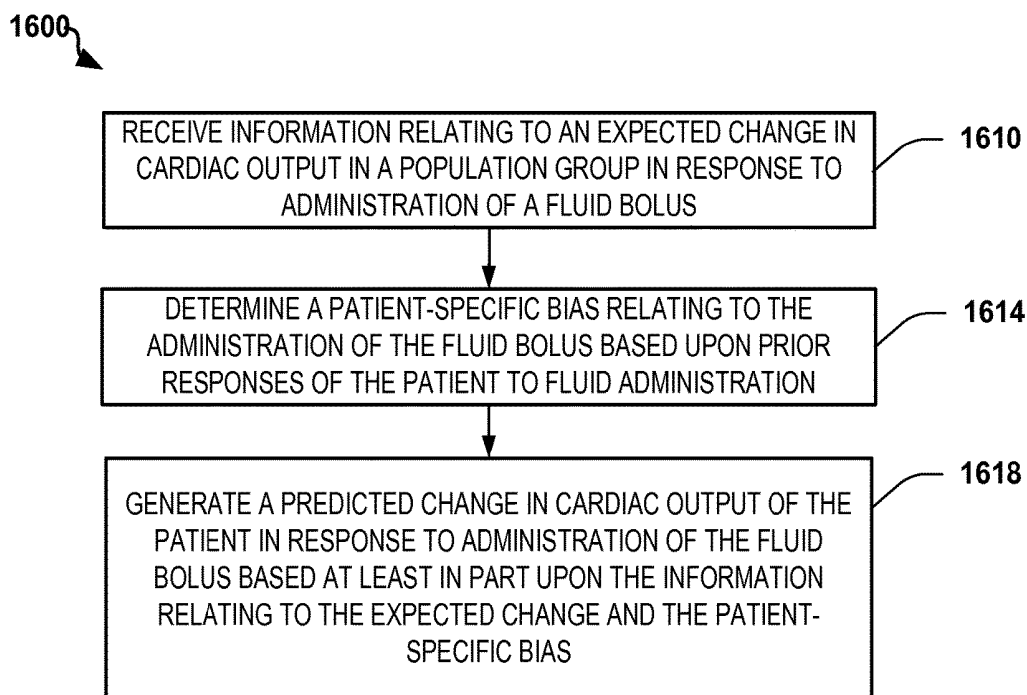 1600
RECEIVE INFORMATION RELATING TO AN EXPECTED CHANGE IN
CARDIAC OUTPUT IN A POPULATION GROUP IN RESPONSE TO
ADMINISTRATION OF A FLUID BOLUS
1610
DETERMINE A PATIENT-SPECIFIC BIAS RELATING TO THE
ADMINISTRATION OF THE FLUID BOLUS BASED UPON PRIOR
RESPONSES OF THE PATIENT TO FLUID ADMINISTRATION
1614
GENERATE A PREDICTED CHANGE IN CARDIAC OUTPUT OF THE
PATIENT IN RESPONSE TO ADMINISTRATION OF THE FLUID
BOLUS BASED AT LEAST IN PART UPON THE INFORMATION
RELATING TO THE EXPECTED CHANGE AND THE PATIENT-
SPECIFIC BIAS
1618